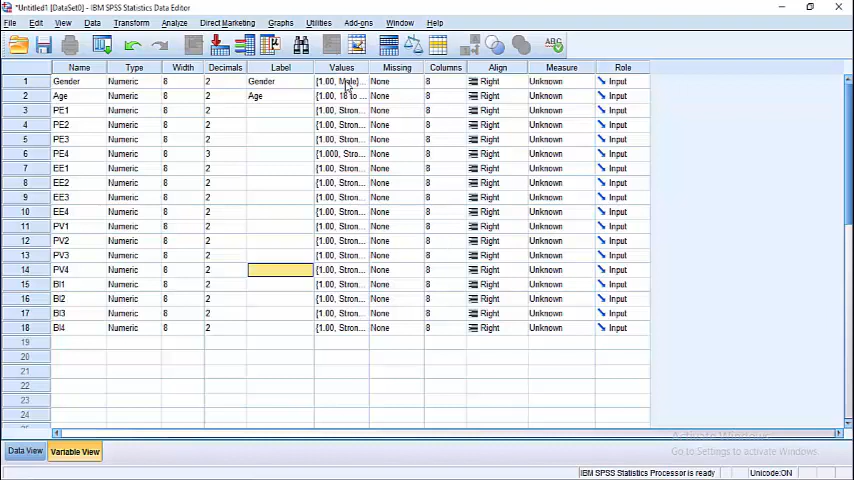 *Untitled1 [DataSet0] - IBM SPSS Statistics Data Editor
File Edit View Data Transform Analyze Direct Marketing Graphs Utilities Add-ons Window Help
Name Type Width Decimals Label Values Missing Columns Align Measure Role
1 Gender Numeric 8 2 Gender {1.00, Male}... None 8 Right Unknown Input
2 Age Numeric 8 2 Age {1.00, 18 to ... None 8 Right Unknown Input
3 PE1 Numeric 8 2 {1.00, Stron... None 8 Right Unknown Input
4 PE2 Numeric 8 2 {1.00, Stron... None 8 Right Unknown Input
5 PE3 Numeric 8 2 {1.00, Stron... None 8 Right Unknown Input
6 PE4 Numeric 8 3 {1.000, Stro... None 8 Right Unknown Input
7 EE1 Numeric 8 2 {1.00, Stron... None 8 Right Unknown Input
8 EE2 Numeric 8 2 {1.00, Stron... None 8 Right Unknown Input
9 EE3 Numeric 8 2 {1.00, Stron... None 8 Right Unknown Input
10 EE4 Numeric 8 2 {1.00, Stron... None 8 Right Unknown Input
11 PV1 Numeric 8 2 {1.00, Stron... None 8 Right Unknown Input
12 PV2 Numeric 8 2 {1.00, Stron... None 8 Right Unknown Input
13 PV3 Numeric 8 2 {1.00, Stron... None 8 Right Unknown Input
14 PV4 Numeric 8 2 {1.00, Stron... None 8 Right Unknown Input
15 BI1 Numeric 8 2 {1.00, Stron... None 8 Right Unknown Input
16 BI2 Numeric 8 2 {1.00, Stron... None 8 Right Unknown Input
17 BI3 Numeric 8 2 {1.00, Stron... None 8 Right Unknown Input
18 BI4 Numeric 8 2 {1.00, Stron... None 8 Right Unknown Input
19
20
21
22
23
24
Activate Windows
Data View Variable View
Go to Settings to activate Windows.
IBM SPSS Statistics Processor is ready Unicode:ON